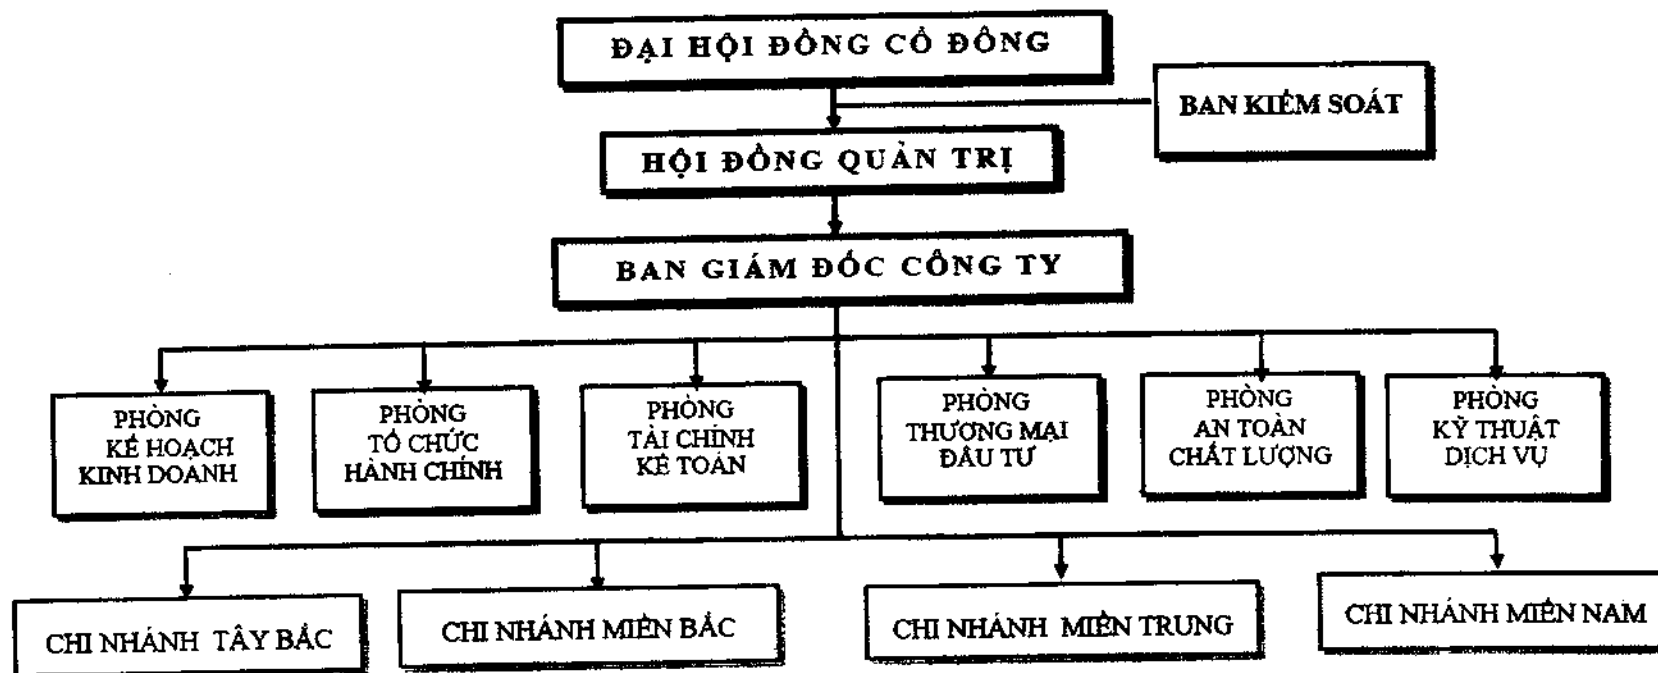 ĐẠI HỘI ĐỒNG CỔ ĐÔNG
BAN KIỂM SOÁT
HỘI ĐỒNG QUẢN TRỊ
BAN GIÁM ĐỐC CÔNG TY
PHÒNG
KẾ HOẠCH
KINH DOANH
PHÒNG
TỔ CHỨC
HÀNH CHÍNH
PHÒNG
TÀI CHÍNH
KẾ TOÁN
PHÒNG
THƯƠNG MẠI
ĐẦU TƯ
PHÒNG
AN TOÀN
CHẤT LƯỢNG
PHÒNG
KỸ THUẬT
DỊCH VỤ
CHI NHÁNH TÂY BẮC
CHI NHÁNH MIỀN BẮC
CHI NHÁNH MIỀN TRUNG
CHI NHÁNH MIỀN NAM